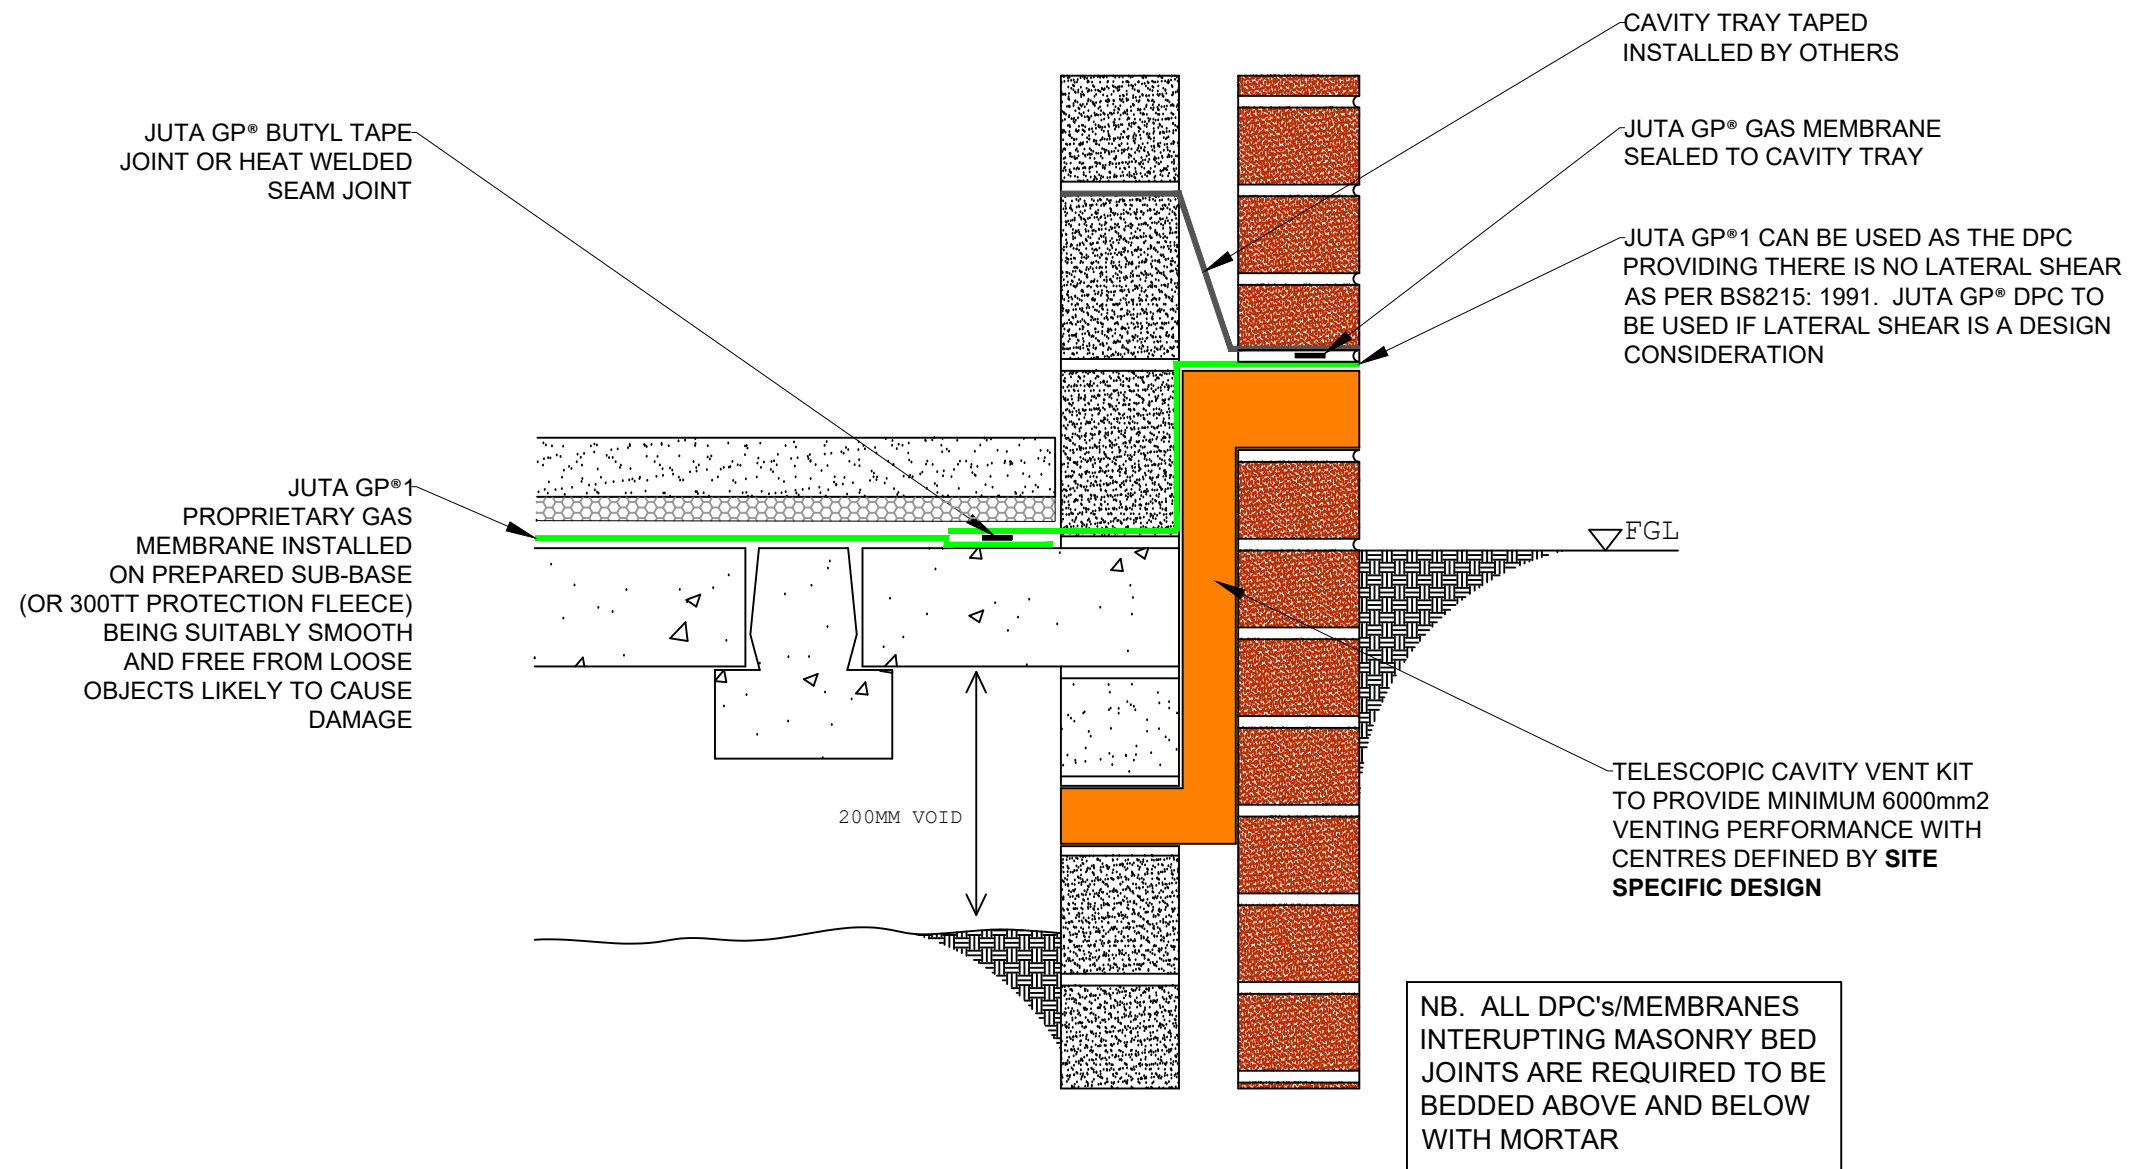 CAVITY TRAY TAPED
INSTALLED BY OTHERS
JUTA GP® BUTYL TAPE
JOINT OR HEAT WELDED
SEAM JOINT
JUTA GP® GAS MEMBRANE
SEALED TO CAVITY TRAY
JUTA GP®1 CAN BE USED AS THE DPC
PROVIDING THERE IS NO LATERAL SHEAR
AS PER BS8215: 1991.  JUTA GP® DPC TO
BE USED IF LATERAL SHEAR IS A DESIGN
CONSIDERATION
JUTA GP®1
PROPRIETARY GAS
MEMBRANE INSTALLED
ON PREPARED SUB-BASE
(OR 300TT PROTECTION FLEECE)
BEING SUITABLY SMOOTH
AND FREE FROM LOOSE
OBJECTS LIKELY TO CAUSE
DAMAGE
FGL
200MM VOID
TELESCOPIC CAVITY VENT KIT
TO PROVIDE MINIMUM 6000mm2
VENTING PERFORMANCE WITH
CENTRES DEFINED BY SITE
SPECIFIC DESIGN
NB.  ALL DPC's/MEMBRANES
INTERUPTING MASONRY BED
JOINTS ARE REQUIRED TO BE
BEDDED ABOVE AND BELOW
WITH MORTAR